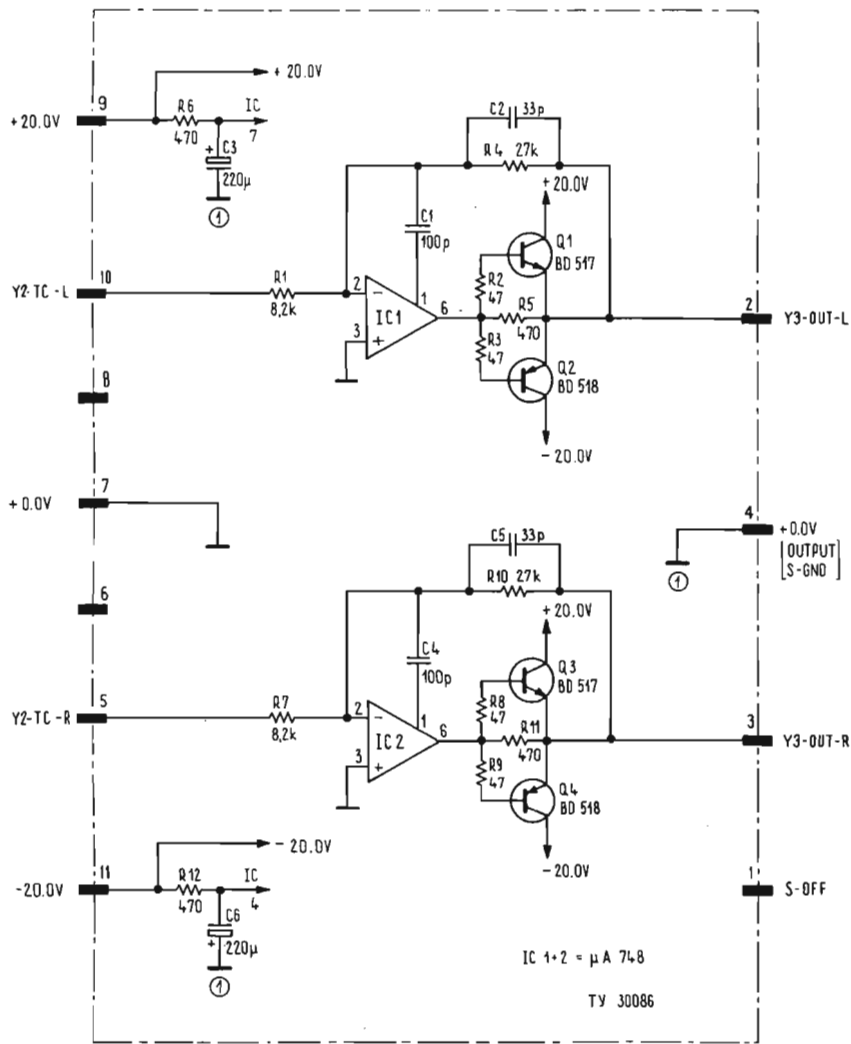 + 20.0V
9
+20.0V
R6
470
IC
7
+
C3
220µ
1
C2
33p
R4 27k
+20.0V
C1
100p
Q1
BD 517
Y2-TC-L
10
R1
8,2k
2
-
IC1
3
+
1
6
R2
47
R5
470
R3
47
2
Y3-OUT-L
Q2
BD 518
- 20.0V
8
7
+0.0V
4
+0.0V
[OUTPUT
S-GND]
1
C5
33p
R10 27k
6
+20.0V
C4
100p
Q3
BD 517
Y2-TC-R
5
R7
8,2k
2
-
IC2
3
+
1
6
R8
47
R11
470
R9
47
3
Y3-OUT-R
Q4
BD 518
-20.0V
- 20.0V
11
-20.0V
R12
470
IC
4
C6
+
220µ
1
1
S-OFF
IC 1+2 = µA 748
TY 30086